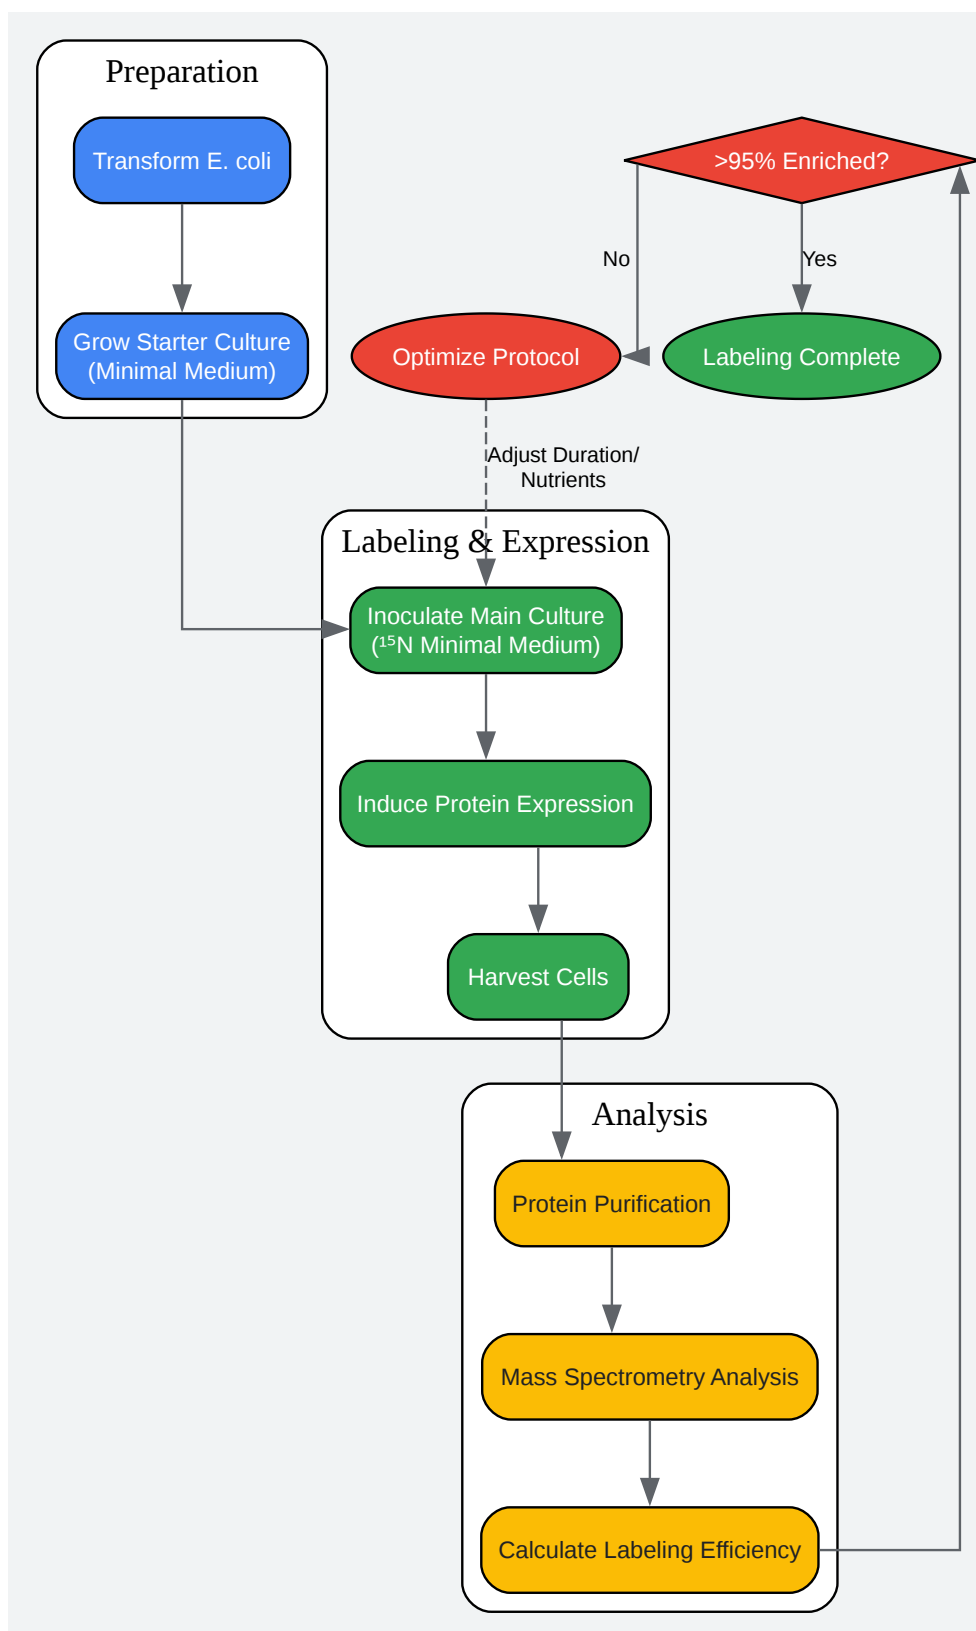 Preparation
Transform E. coli
Grow Starter Culture
(Minimal Medium)
>95% Enriched?
No
Yes
Optimize Protocol
Labeling Complete
Adjust Duration/
Nutrients
Labeling & Expression
Inoculate Main Culture
(¹⁵N Minimal Medium)
Induce Protein Expression
Harvest Cells
Analysis
Protein Purification
Mass Spectrometry Analysis
Calculate Labeling Efficiency